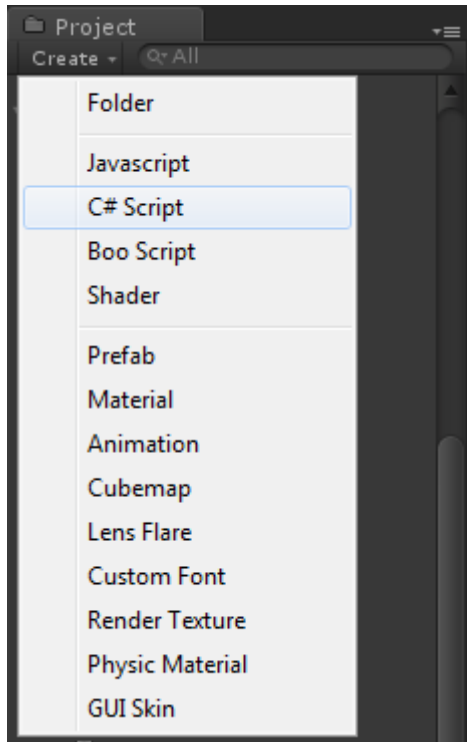 Project
Create
All
Folder
Javascript
C# Script
Boo Script
Shader
Prefab
Material
Animation
Cubemap
Lens Flare
Custom Font
Render Texture
Physic Material
GUI Skin